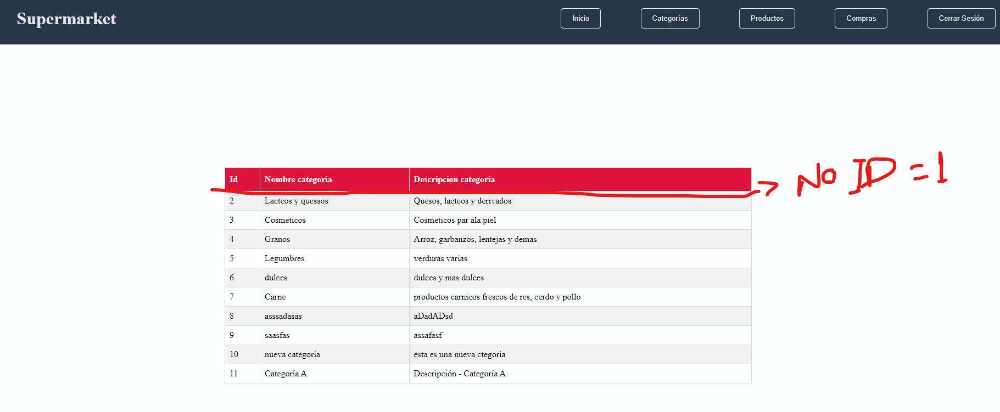 Supermarket Inicio Categorías Productos Compras Cerrar Sesión
Id Nombre categoria Descripcion categoria
No ID = 1
2 Lacteos y quessos Quesos, lacteos y derivados
3 Cosmeticos Cosmeticos par ala piel
4 Granos Arroz, garbanzos, lentejas y demas
5 Legumbres verduras varias
6 dulces dulces y mas dulces
7 Carne productos carnicos frescos de res, cerdo y pollo
8 asssadasas aDadADsd
9 saasfas assafasf
10 nueva categoria esta es una nueva ctegoria
11 Categoría A Descripción - Categoría A